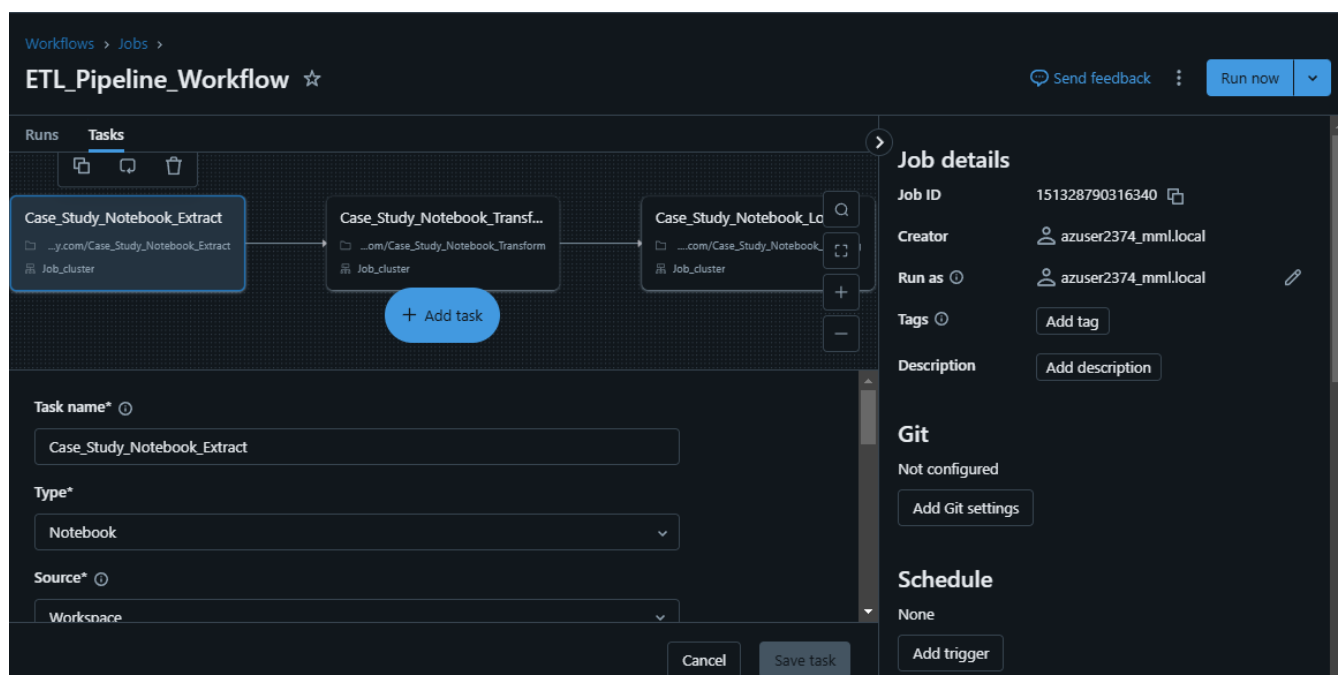 Workflows > Jobs >
ETL_Pipeline_Workflow
Send feedback
Run now
Runs Tasks
Case_Study_Notebook_Extract
...y.com/Case_Study_Notebook_Extract
Job_cluster
Case_Study_Notebook_Transf...
...om/Case_Study_Notebook_Transform
Job_cluster
Case_Study_Notebook_Lo
....com/Case_Study_Notebook_
Job_cluster
+ Add task
Task name*
Case_Study_Notebook_Extract
Type*
Notebook
Source*
Workspace
Cancel
Save task
Job details
Job ID 151328790316340
Creator azuser2374_mml.local
Run as azuser2374_mml.local
Tags Add tag
Description Add description
Git
Not configured
Add Git settings
Schedule
None
Add trigger